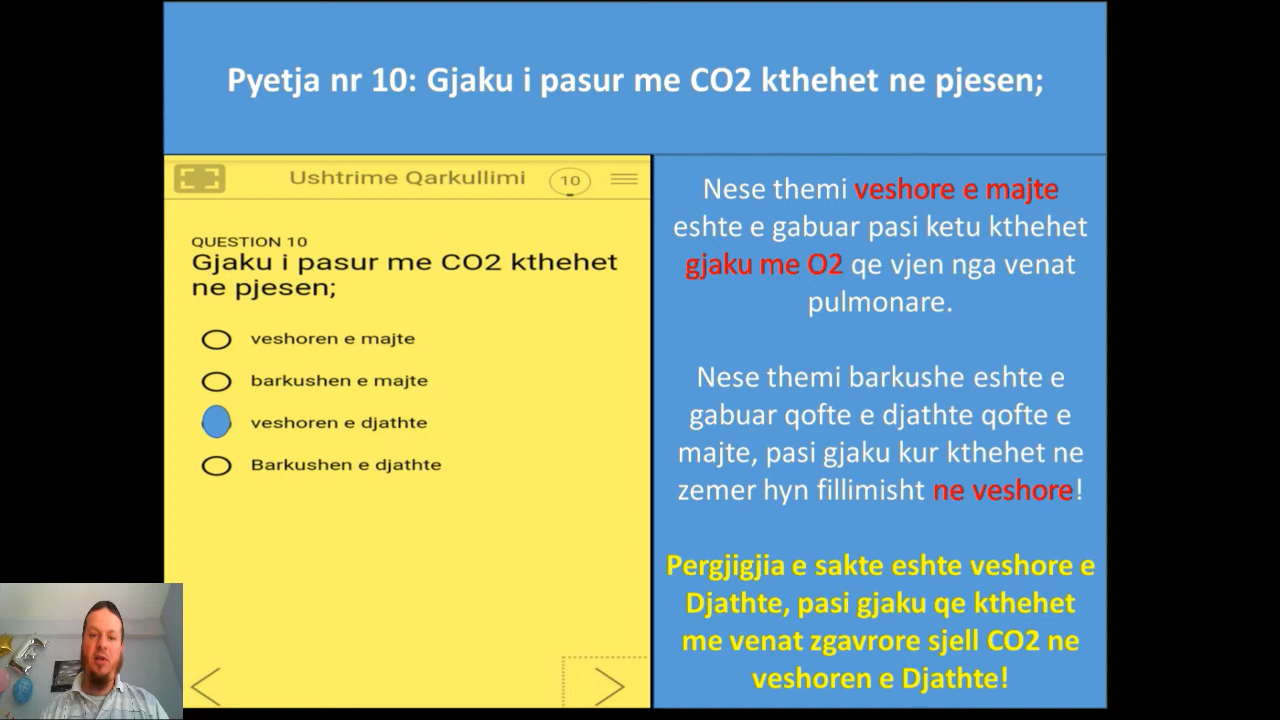 Pyetja nr 10: Gjaku i pasur me CO2 kthehet ne pjesen;
Ushtrime Qarkullimi
10
QUESTION 10
Gjaku i pasur me CO2 kthehet
ne pjesen;
veshoren e majte
barkushen e majte
veshoren e djathte
Barkushen e djathte
Nese themi veshore e majte
eshte e gabuar pasi ketu kthehet
gjaku me O2 qe vjen nga venat
pulmonare.
Nese themi barkushe eshte e
gabuar qofte e djathte qofte e
majte, pasi gjaku kur kthehet ne
zemer hyn fillimisht ne veshore!
Pergjigjia e sakte eshte veshore e
Djathte, pasi gjaku qe kthehet
me venat zgavrore sjell CO2 ne
veshoren e Djathte!